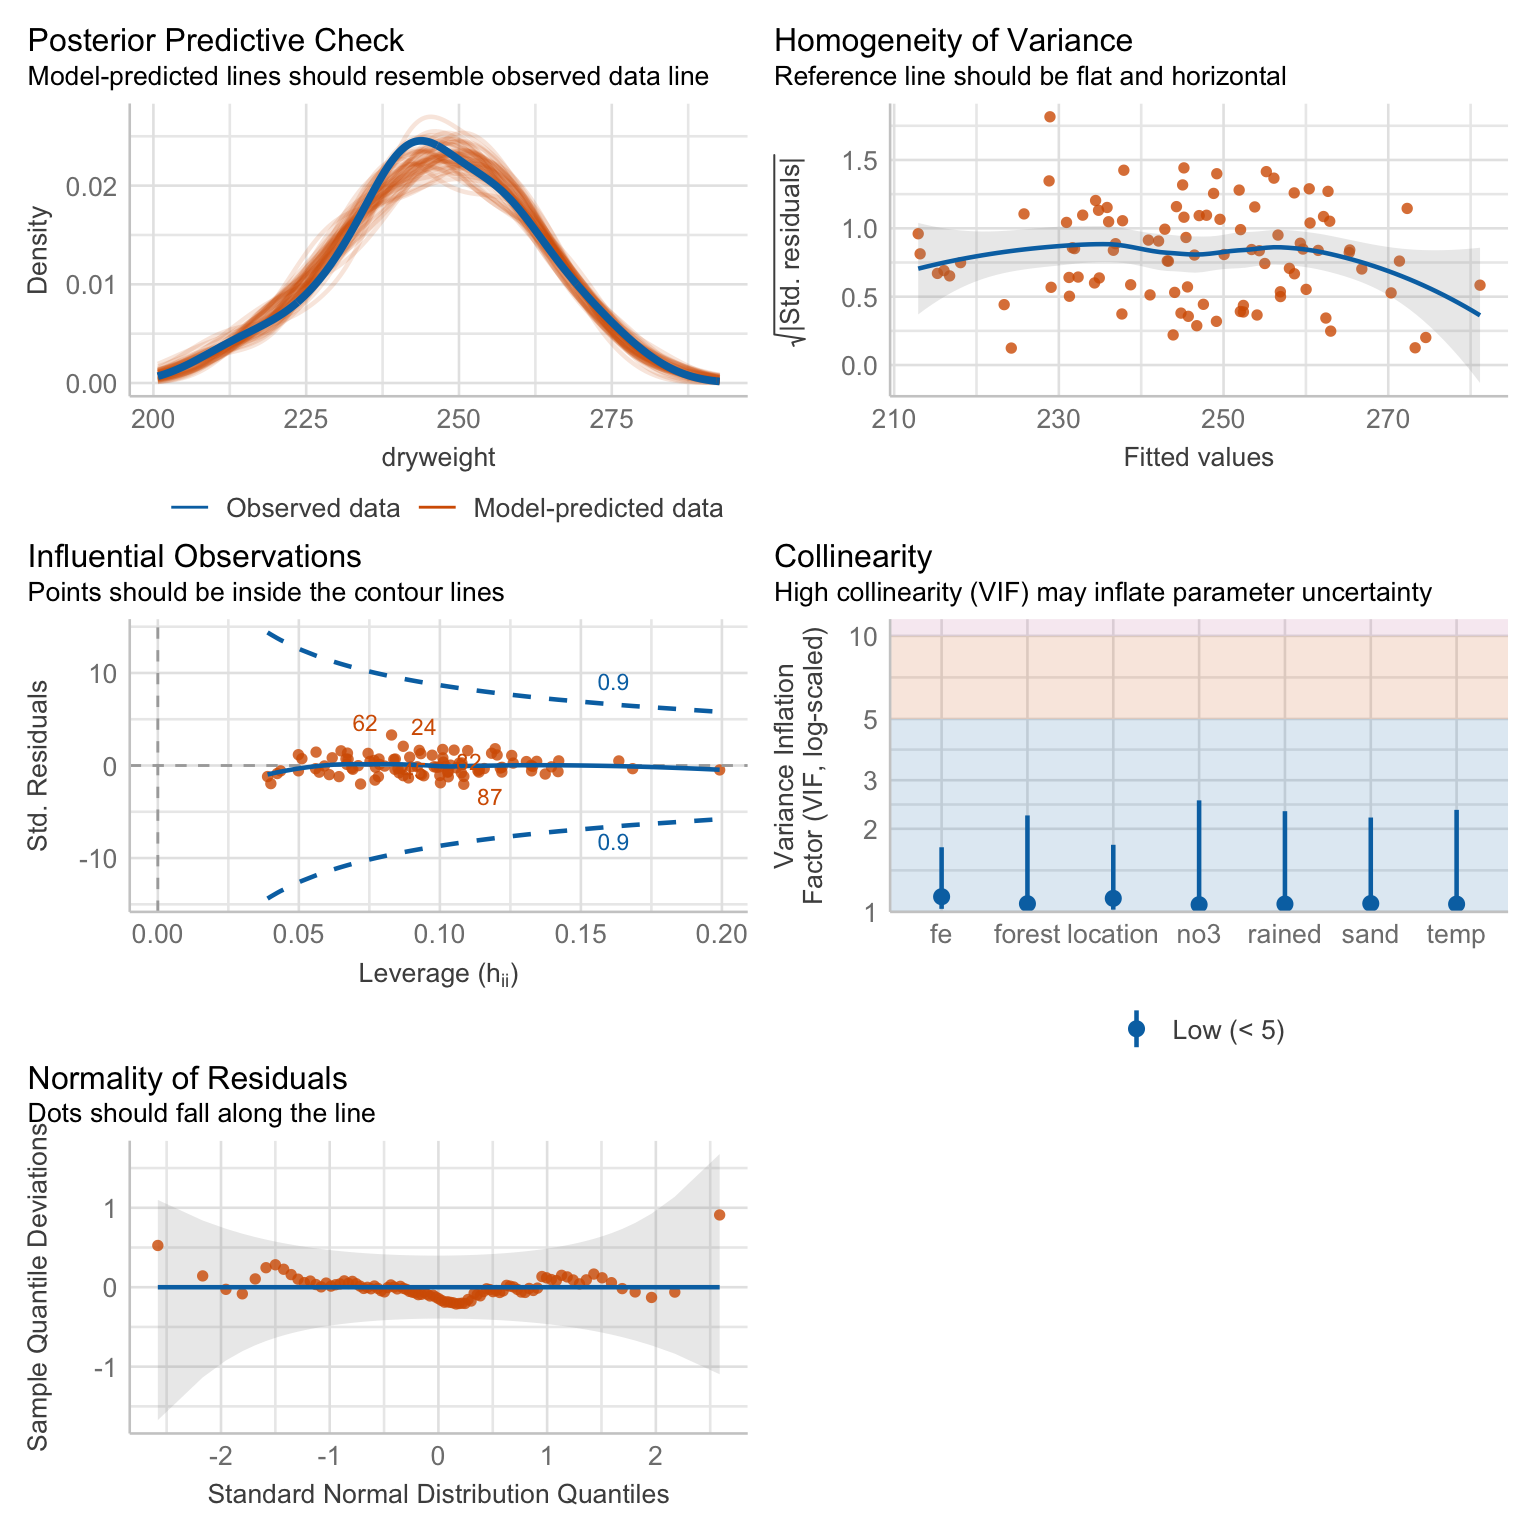 Posterior Predictive Check
Model-predicted lines should resemble observed data line
Density
0.02
0.01
0.00
200 225 250 275
dryweight
Observed data Model-predicted data
Homogeneity of Variance
Reference line should be flat and horizontal
√|Std. residuals|
1.5
1.0
0.5
0.0
210 230 250 270
Fitted values
Influential Observations
Points should be inside the contour lines
Std. Residuals
10
0
-10
0.9
62 24
87
0.9
0.00 0.05 0.10 0.15 0.20
Leverage (hii)
Collinearity
High collinearity (VIF) may inflate parameter uncertainty
Variance Inflation
Factor (VIF, log-scaled)
10
5
3
2
1
fe forest location no3 rained sand temp
Low (< 5)
Normality of Residuals
Dots should fall along the line
Sample Quantile Deviations
1
0
-1
-2 -1 0 1 2
Standard Normal Distribution Quantiles